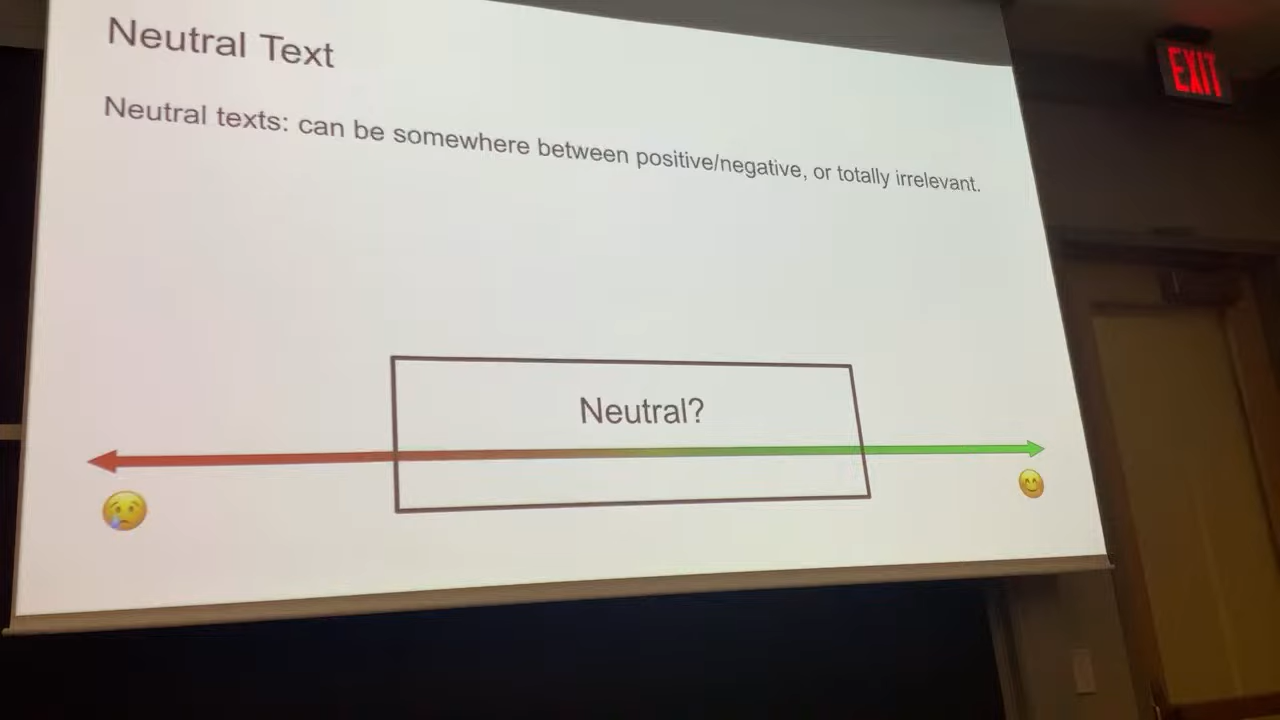 Neutral Text
EXIT
Neutral texts: can be somewhere between positive/negative, or totally irrelevant.
Neutral?